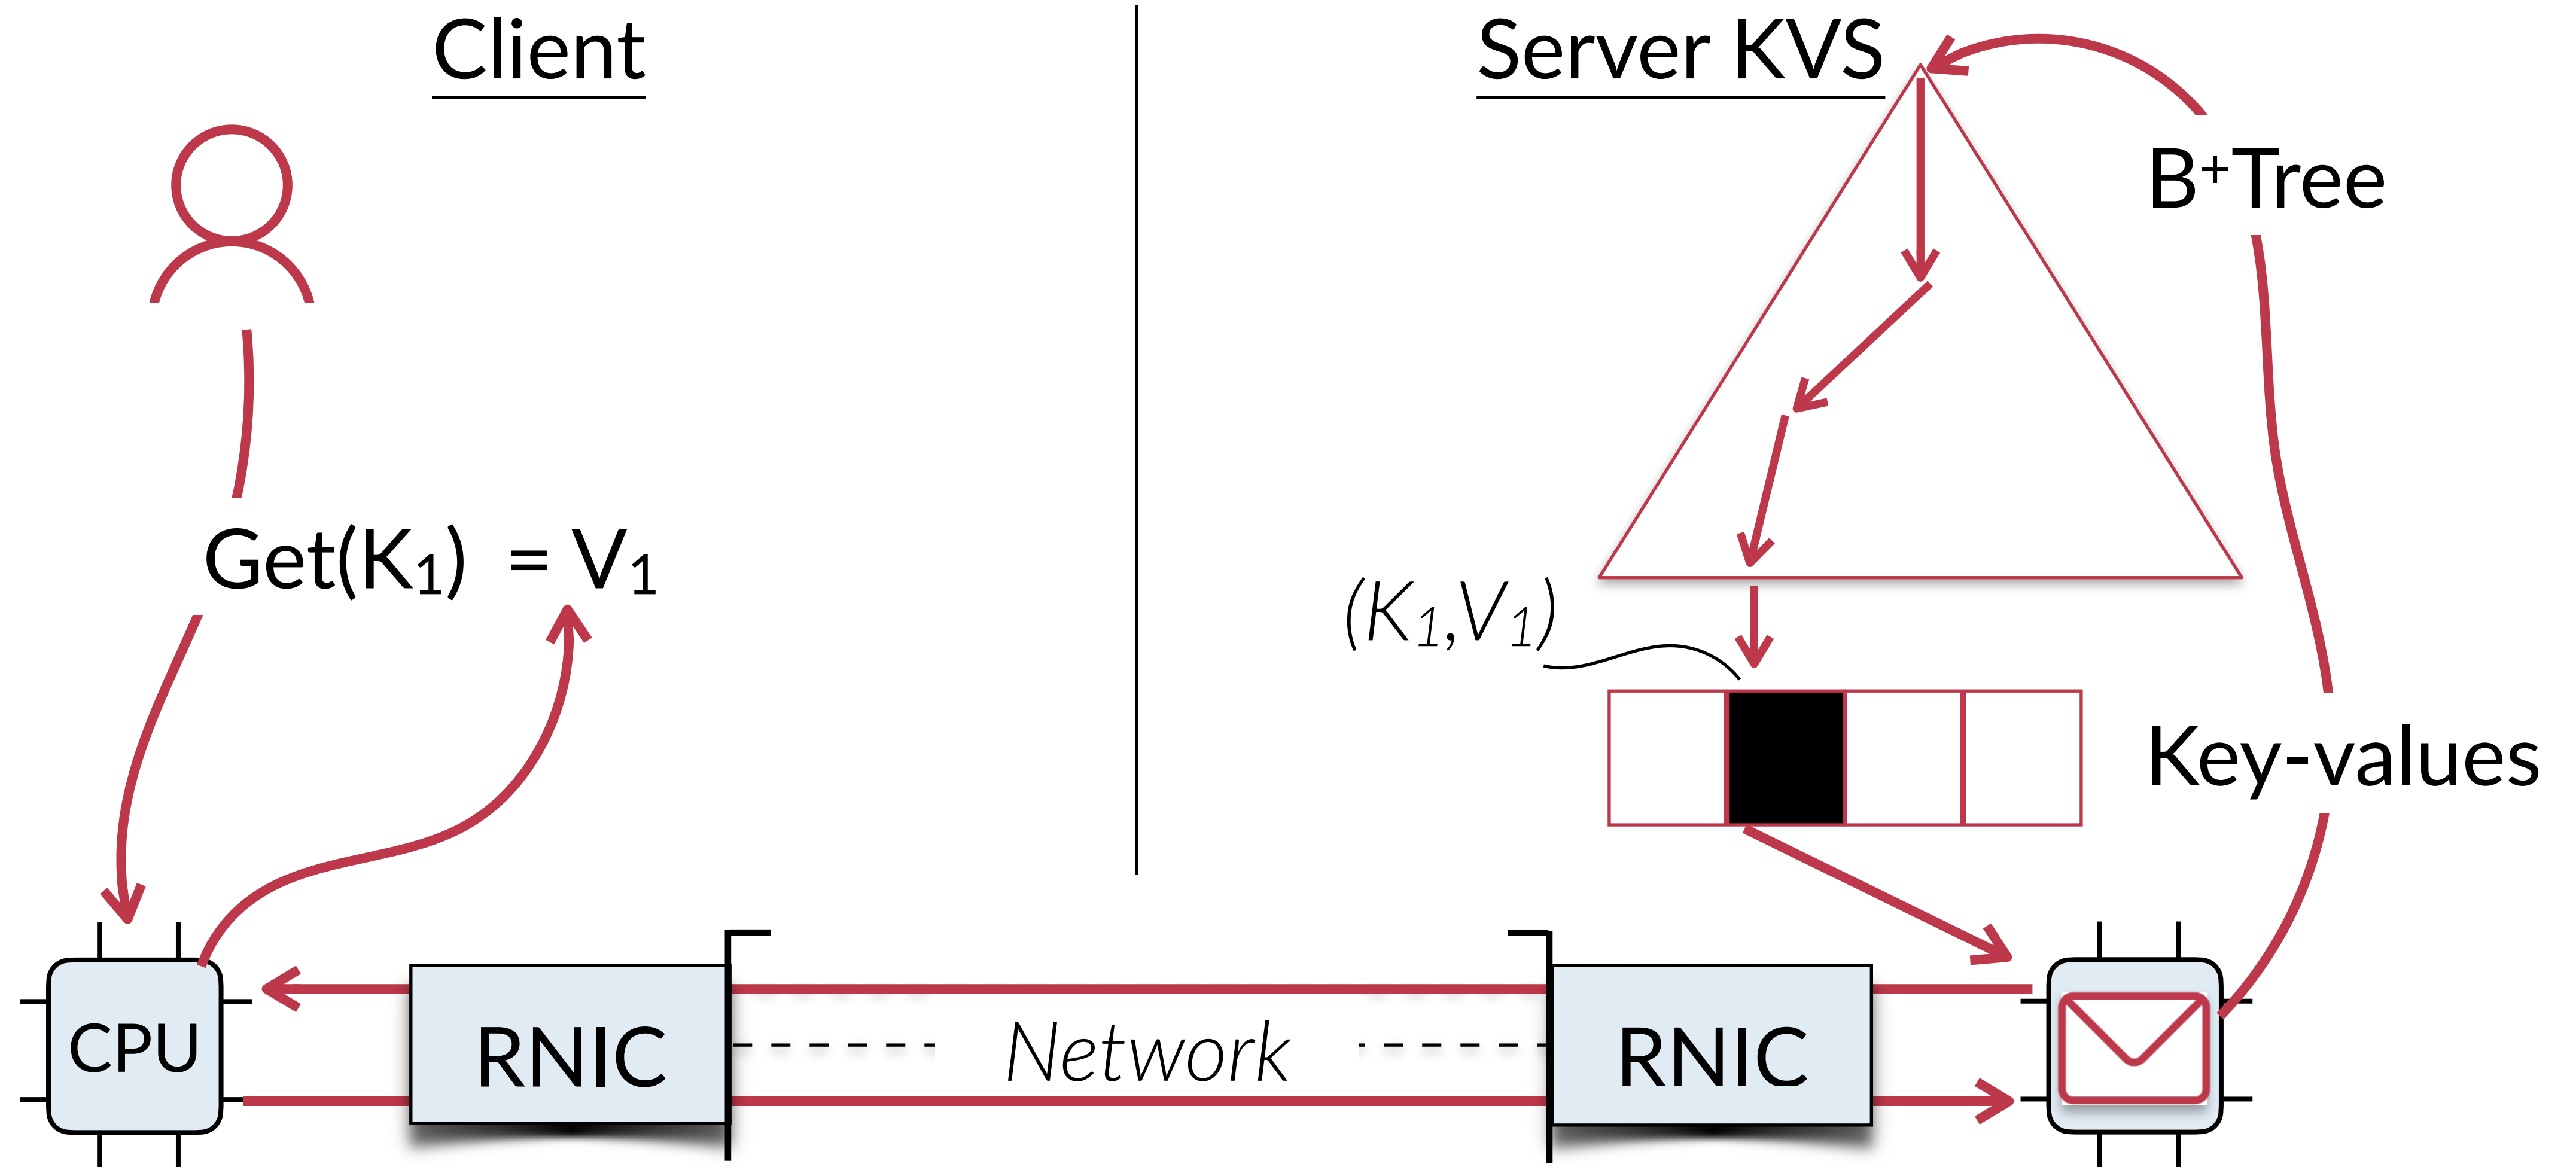 Client
Server KVS
B⁺Tree
Get(K₁) = V₁
(K₁,V₁)
Key-values
CPU
RNIC
Network
RNIC